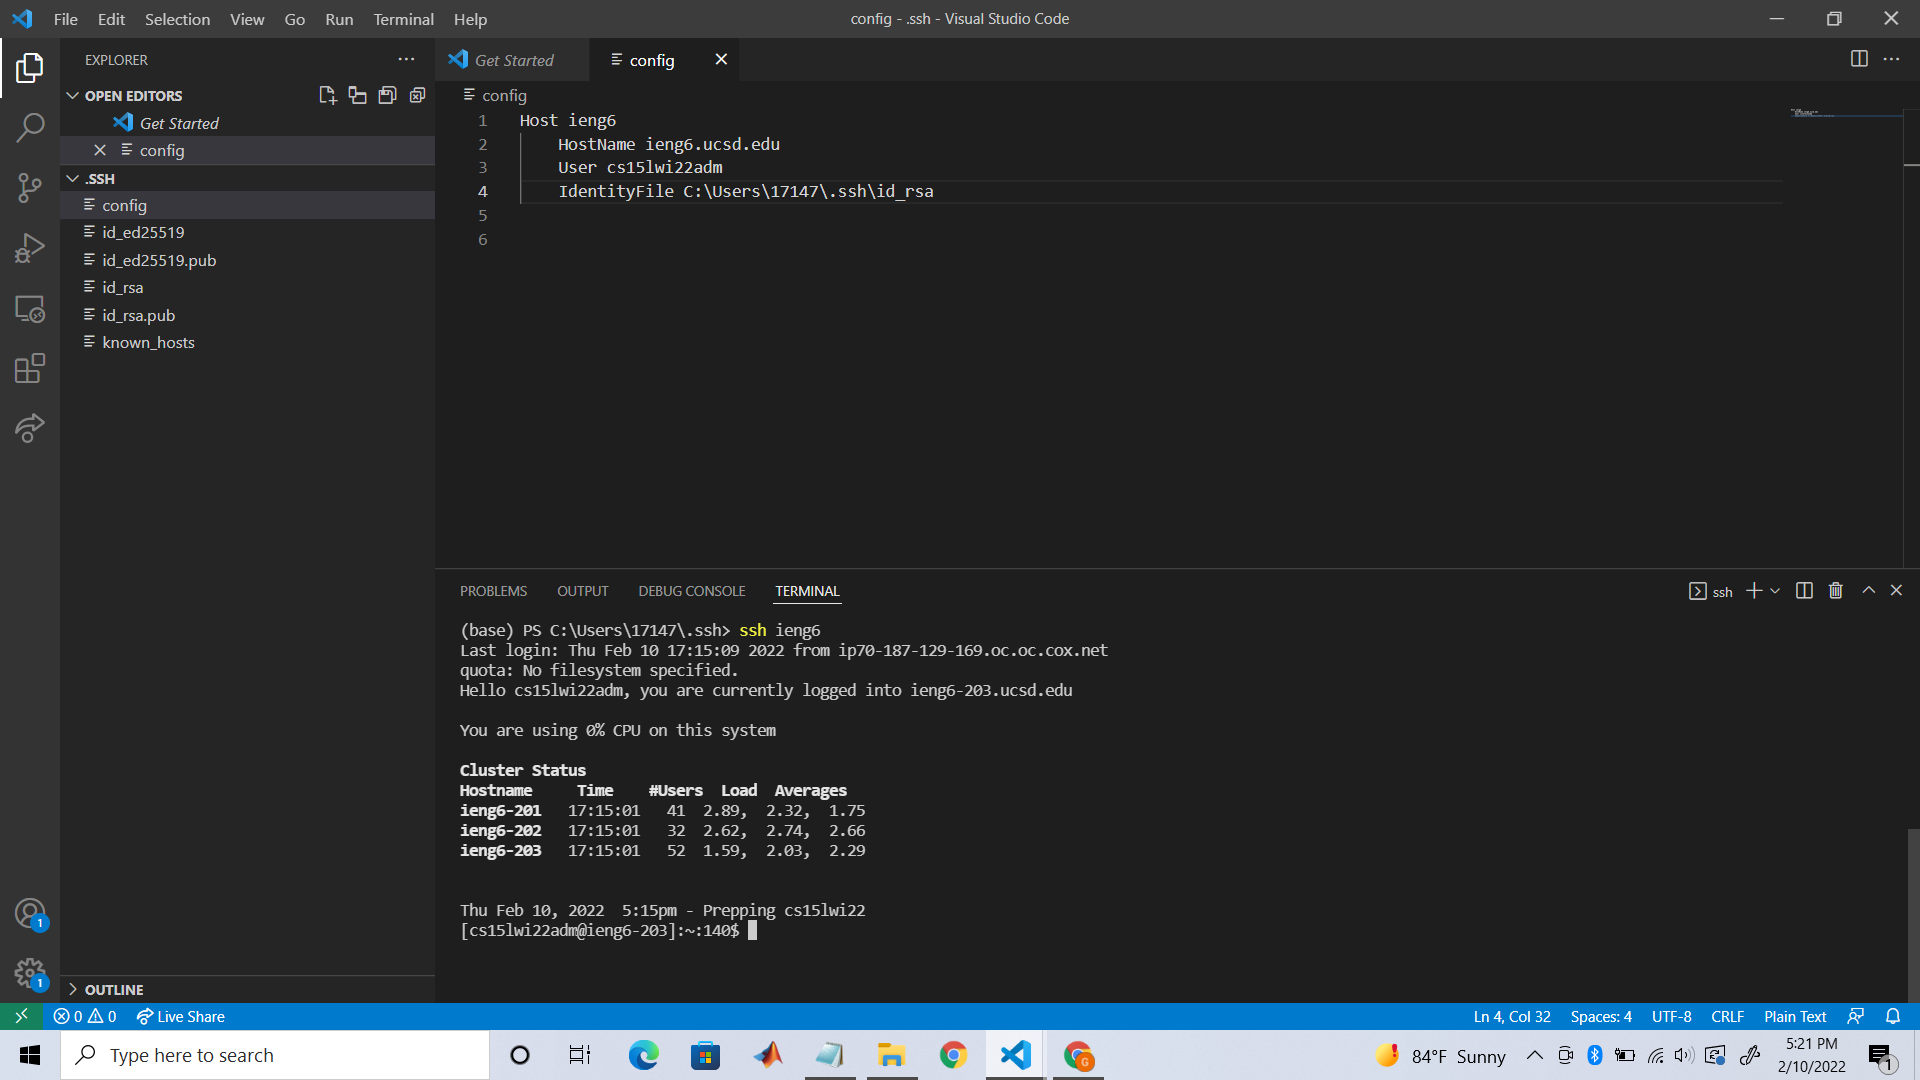 File Edit Selection View Go Run Terminal Help
config - .ssh - Visual Studio Code
EXPLORER
OPEN EDITORS
Get Started
config
.SSH
config
id_ed25519
id_ed25519.pub
id_rsa
id_rsa.pub
known_hosts
OUTLINE
Get Started
config
config
1 Host ieng6
2 HostName ieng6.ucsd.edu
3 User cs15lwi22adm
4 IdentityFile C:\Users\17147\.ssh\id_rsa
5
6
PROBLEMS OUTPUT DEBUG CONSOLE TERMINAL
ssh
(base) PS C:\Users\17147\.ssh> ssh ieng6
Last login: Thu Feb 10 17:15:09 2022 from ip70-187-129-169.oc.oc.cox.net
quota: No filesystem specified.
Hello cs15lwi22adm, you are currently logged into ieng6-203.ucsd.edu
You are using 0% CPU on this system
Cluster Status
Hostname Time #Users Load Averages
ieng6-201 17:15:01 41 2.89, 2.32, 1.75
ieng6-202 17:15:01 32 2.62, 2.74, 2.66
ieng6-203 17:15:01 52 1.59, 2.03, 2.29
Thu Feb 10, 2022 5:15pm - Prepping cs15lwi22
[cs15lwi22adm@ieng6-203]:~:140$
1
1
0 0 Live Share
Ln 4, Col 32 Spaces: 4 UTF-8 CRLF Plain Text
Type here to search
G
84°F Sunny
5:21 PM
2/10/2022
1